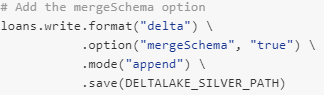 # Add the mergeSchema option
loans.write.format("delta") \
.option("mergeSchema", "true") \
.mode("append") \
.save(DELTALAKE_SILVER_PATH)